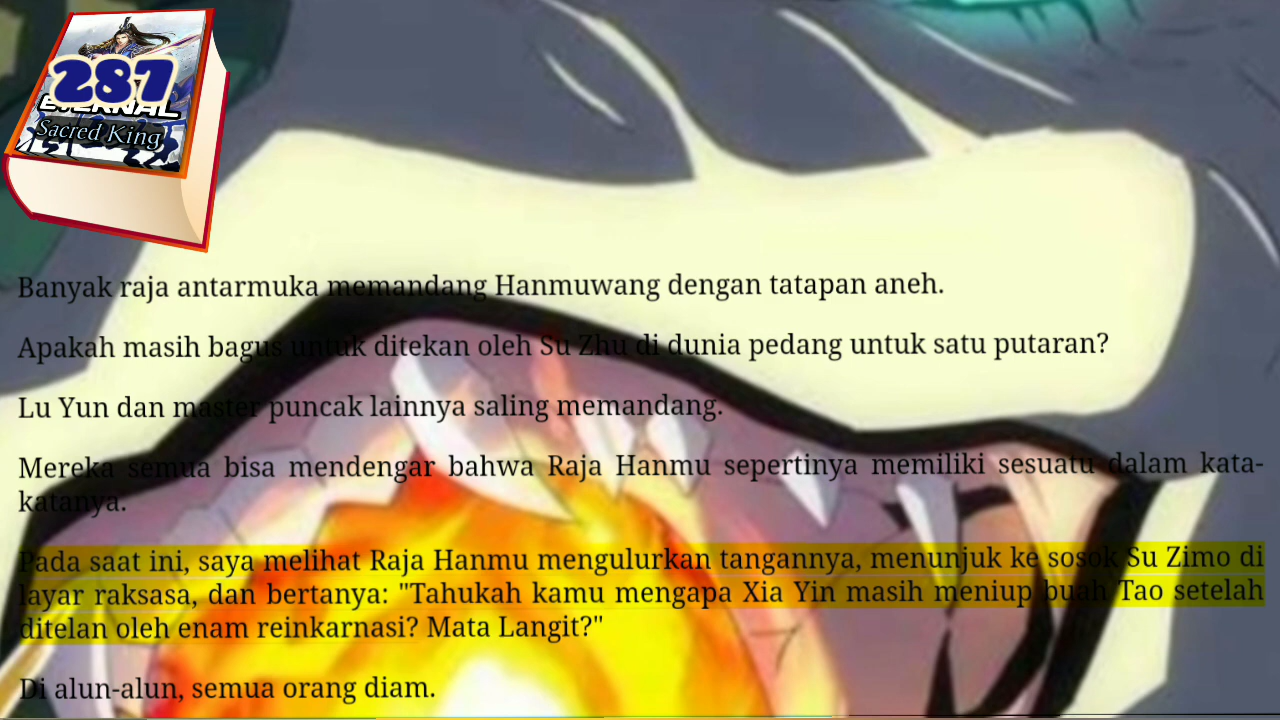 287
ETERNAL
Sacred King
Banyak raja antarmuka memandang Hanmuwang dengan tatapan aneh.
Apakah masih bagus untuk ditekan oleh Su Zhu di dunia pedang untuk satu putaran?
Lu Yun dan master puncak lainnya saling memandang.
Mereka semua bisa mendengar bahwa Raja Hanmu sepertinya memiliki sesuatu dalam kata-
katanya.
Pada saat ini, saya melihat Raja Hanmu mengulurkan tangannya, menunjuk ke sosok Su Zimo di
layar raksasa, dan bertanya: "Tahukah kamu mengapa Xia Yin masih meniup buah Tao setelah
ditelan oleh enam reinkarnasi? Mata Langit?"
Di alun-alun, semua orang diam.